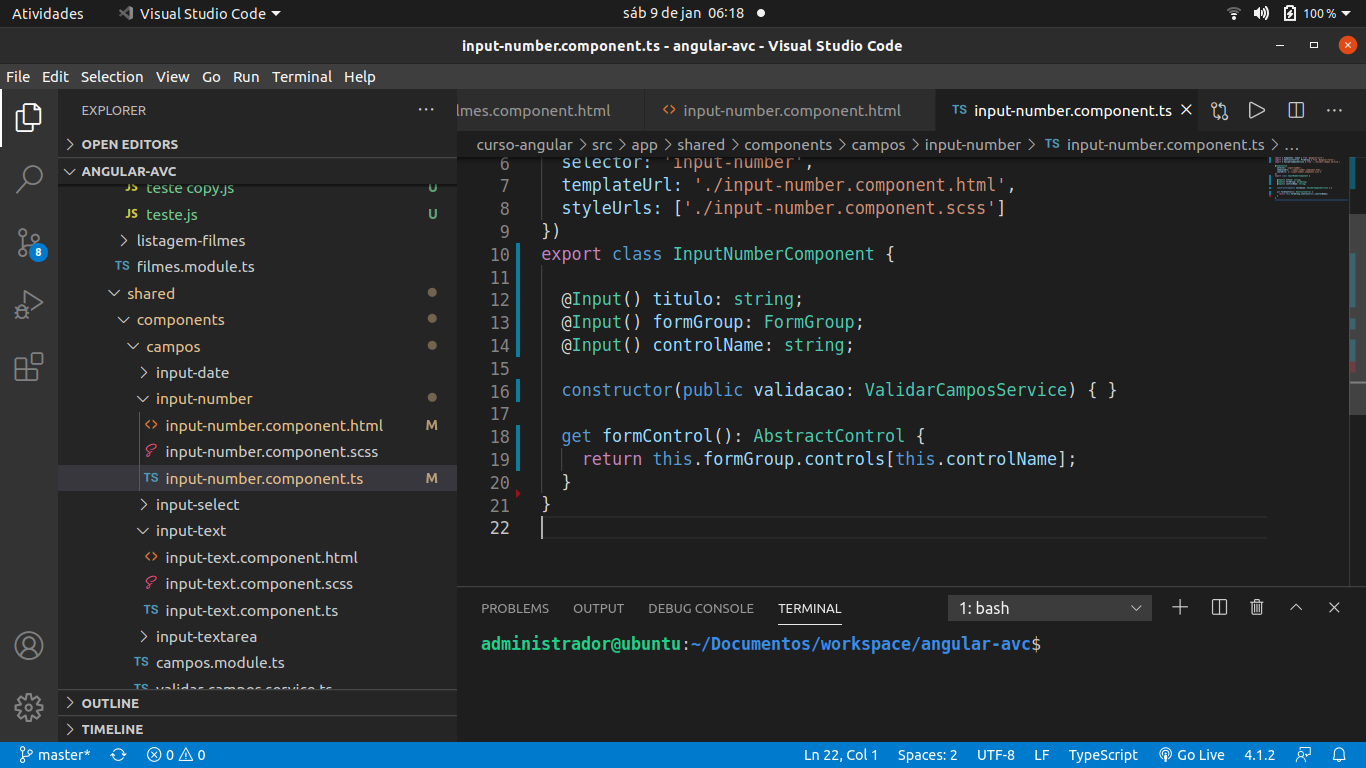 Atividades Visual Studio Code sáb 9 de jan 06:18 100 %
input-number.component.ts - angular-avc - Visual Studio Code
File Edit Selection View Go Run Terminal Help
EXPLORER
OPEN EDITORS
ANGULAR-AVC
JS teste copy.js U
JS teste.js U
listagem-filmes
TS filmes.module.ts
shared
components
campos
input-date
input-number
input-number.component.html M
input-number.component.scss
TS input-number.component.ts M
input-select
input-text
input-text.component.html
input-text.component.scss
TS input-text.component.ts
input-textarea
TS campos.module.ts
TS validar.campos.service.ts
OUTLINE
TIMELINE
8
lmes.component.html input-number.component.html TS input-number.component.ts
curso-angular > src > app > shared > components > campos > input-number > TS input-number.component.ts > ...
6 selector: 'input-number',
7 templateUrl: './input-number.component.html',
8 styleUrls: ['./input-number.component.scss']
9 })
10 export class InputNumberComponent {
11
12 @Input() titulo: string;
13 @Input() formGroup: FormGroup;
14 @Input() controlName: string;
15
16 constructor(public validacao: ValidarCamposService) { }
17
18 get formControl(): AbstractControl {
19 return this.formGroup.controls[this.controlName];
20 }
21 }
22
PROBLEMS OUTPUT DEBUG CONSOLE TERMINAL 1: bash
administrador@ubuntu:~/Documentos/workspace/angular-avc$
master* 0 0 Ln 22, Col 1 Spaces: 2 UTF-8 LF TypeScript Go Live 4.1.2